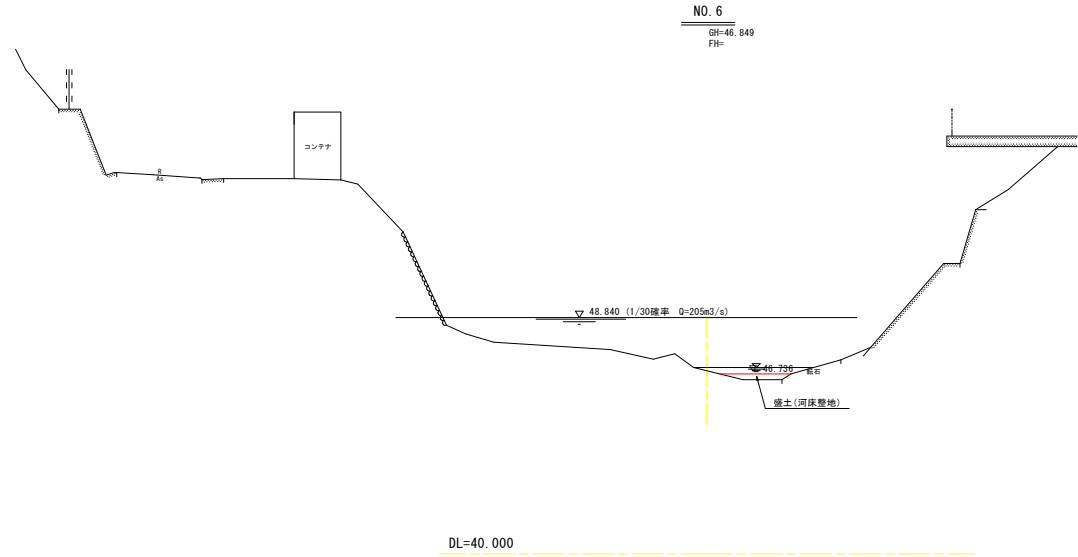 NO.6
GH=46.849
FH=
コンテナ
R
As
48.840 (1/30確率 Q=205m3/s)
46.736
転石
盛土(河床整地)
DL=40.000